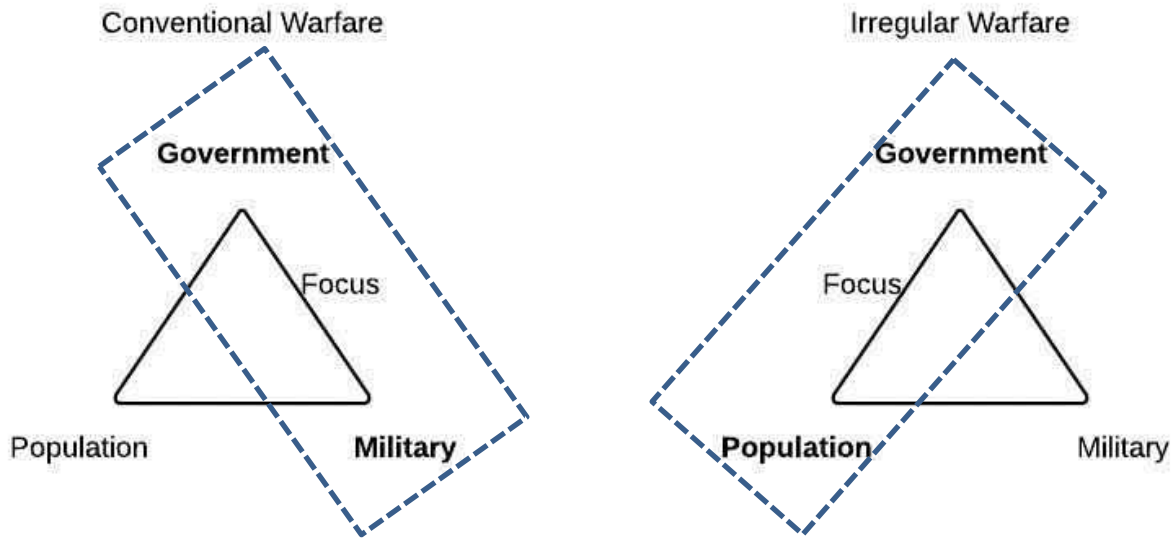 Conventional Warfare
Irregular Warfare
Government
Government
Focus
Focus
Population
Military
Population
Military